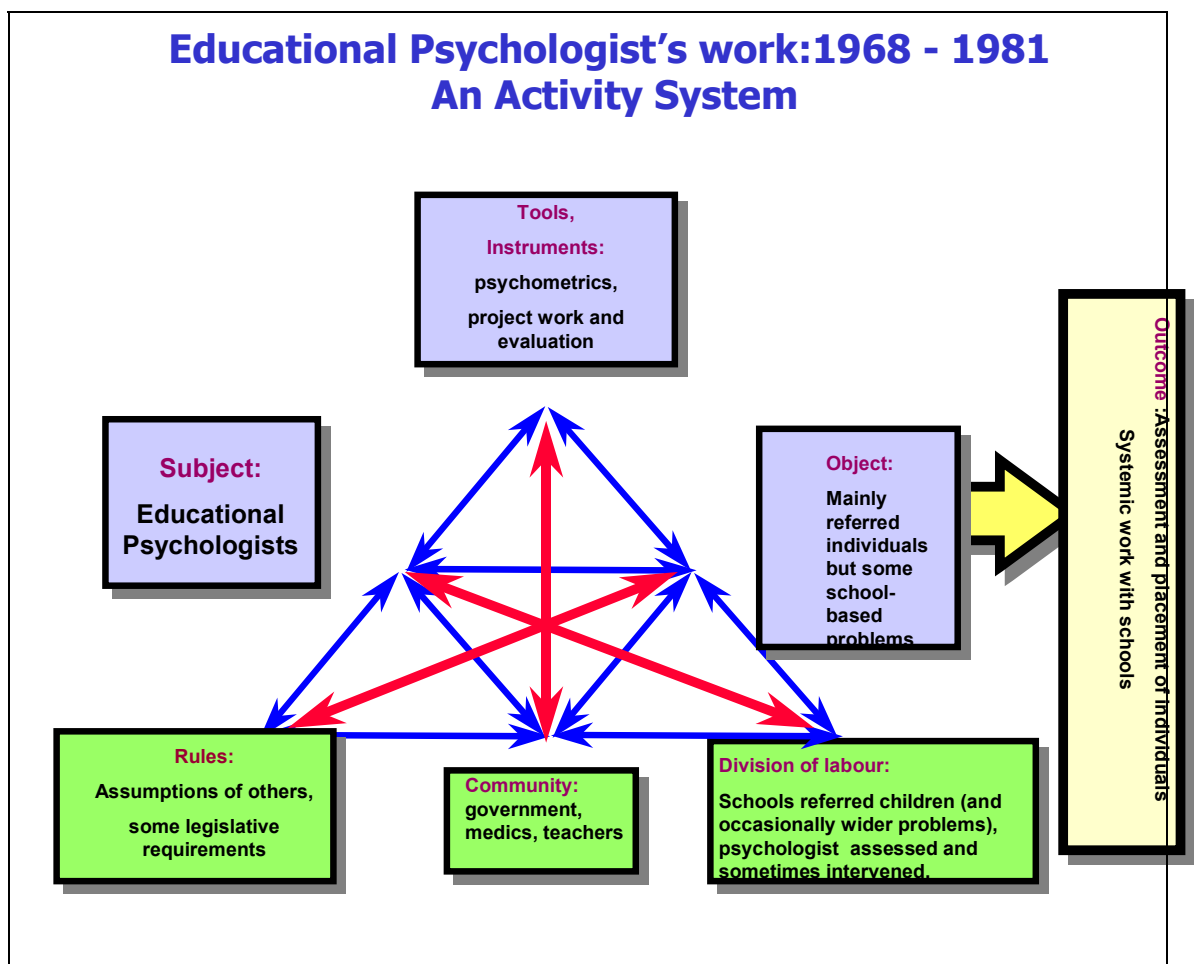 Educational Psychologist’s work:1968 - 1981
An Activity System
Tools,
Instruments:
psychometrics,
project work and
evaluation
Subject:
Educational
Psychologists
Object:
Mainly
referred
individuals
but some
school-
based
problems
Outcome :Assessment and placement of individuals
Systemic work with schools
Rules:
Assumptions of others,
some legislative
requirements
Community:
government,
medics, teachers
Division of labour:
Schools referred children (and
occasionally wider problems),
psychologist assessed and
sometimes intervened.